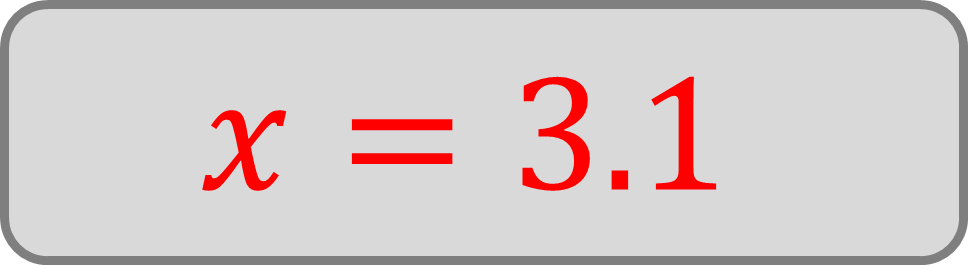 x = 3.1